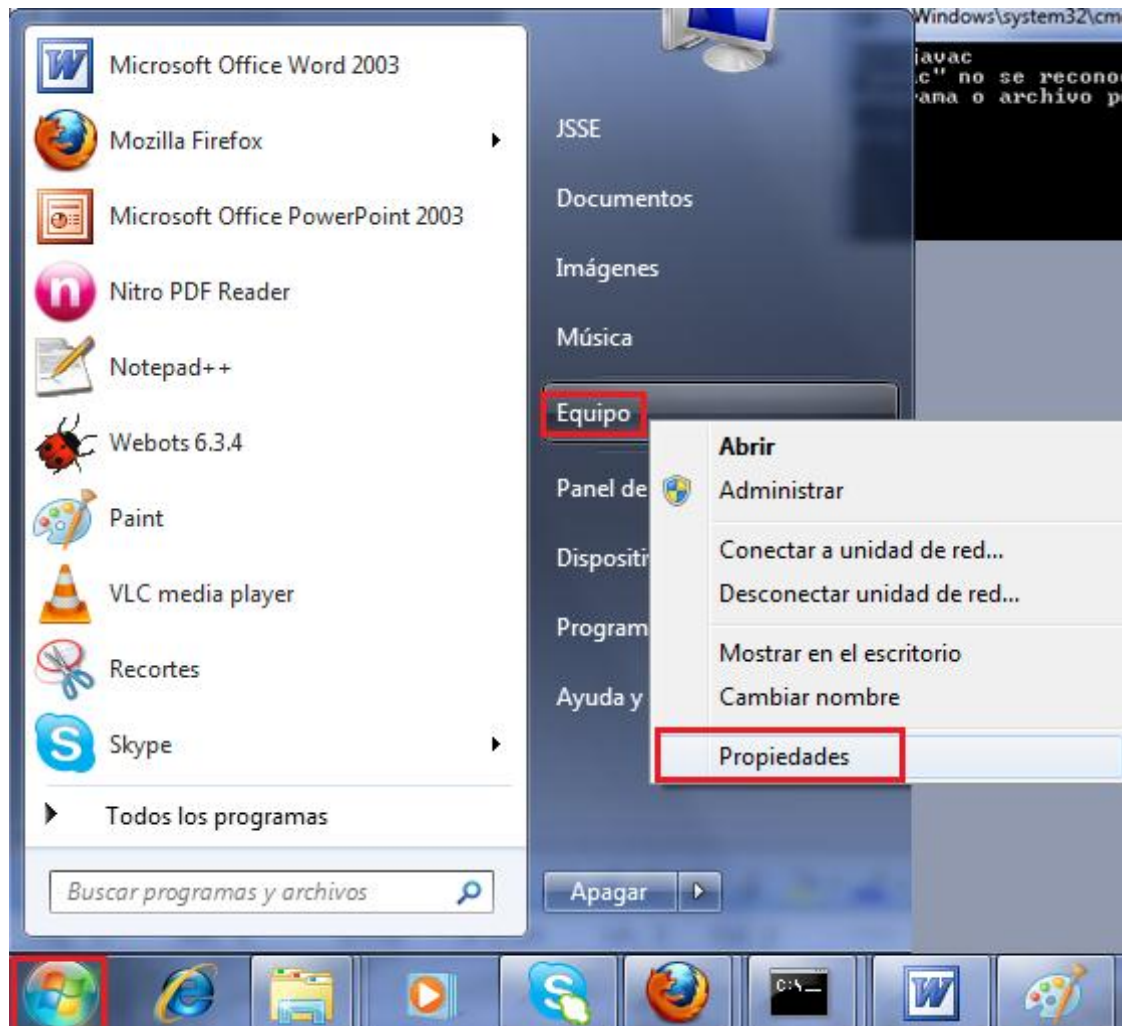 Microsoft Office Word 2003
Mozilla Firefox
Microsoft Office PowerPoint 2003
Nitro PDF Reader
Notepad++
Webots 6.3.4
Paint
VLC media player
Recortes
Skype
Todos los programas
Buscar programas y archivos
JSSE
Documentos
Imágenes
Música
Equipo
Panel de
Dispositi
Program
Ayuda y
Apagar
Abrir
Administrar
Conectar a unidad de red...
Desconectar unidad de red...
Mostrar en el escritorio
Cambiar nombre
Propiedades
Windows\system32\cm
javac
c" no se recono
ama o archivo p
C:\_